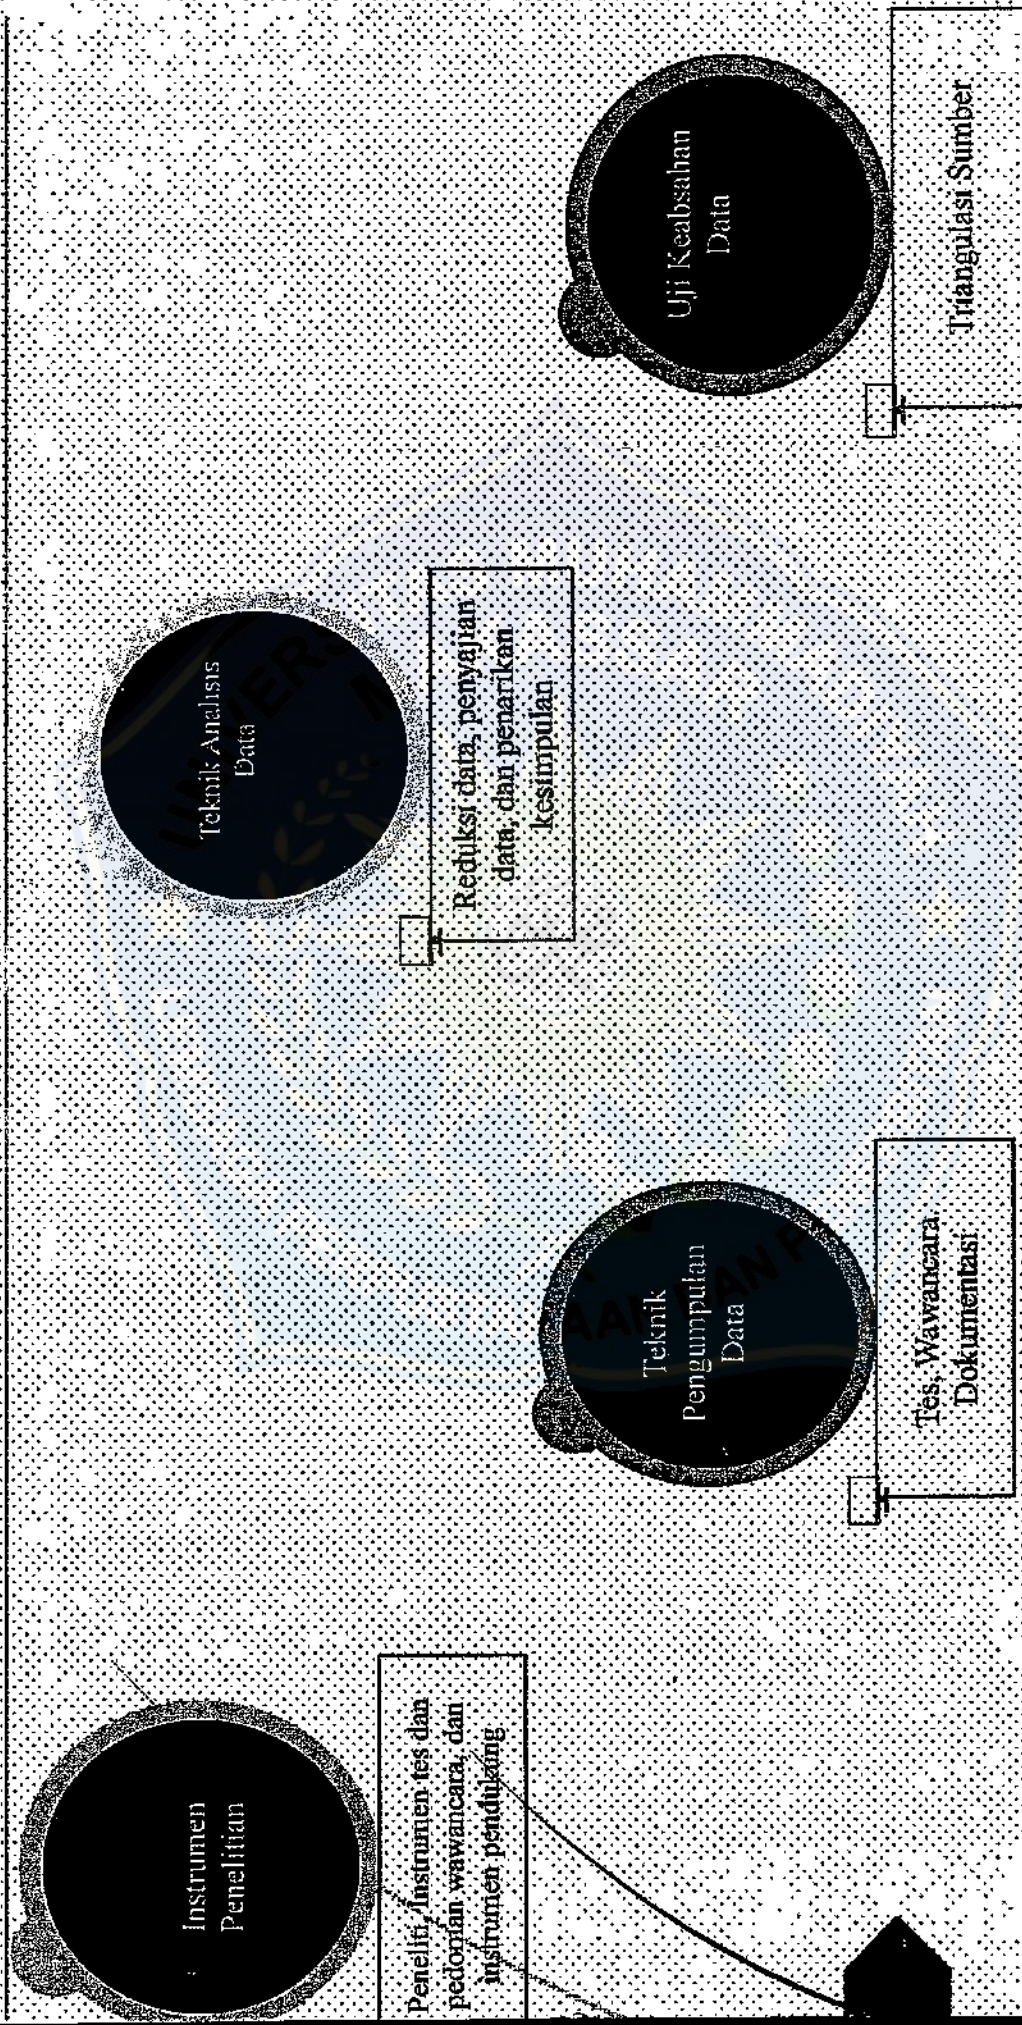 Instrumen
Penelitian
Peneliti, Instrumen tes dan
pedoman wawancara, dan
instrumen pendukung
Teknik
Pengumpulan
Data
Tes, Wawancara
Dokumentasi
Teknik Analisis
Data
Reduksi data, penyajian
data, dan penarikan
kesimpulan
Uji Keabsahan
Data
Triangulasi Sumber